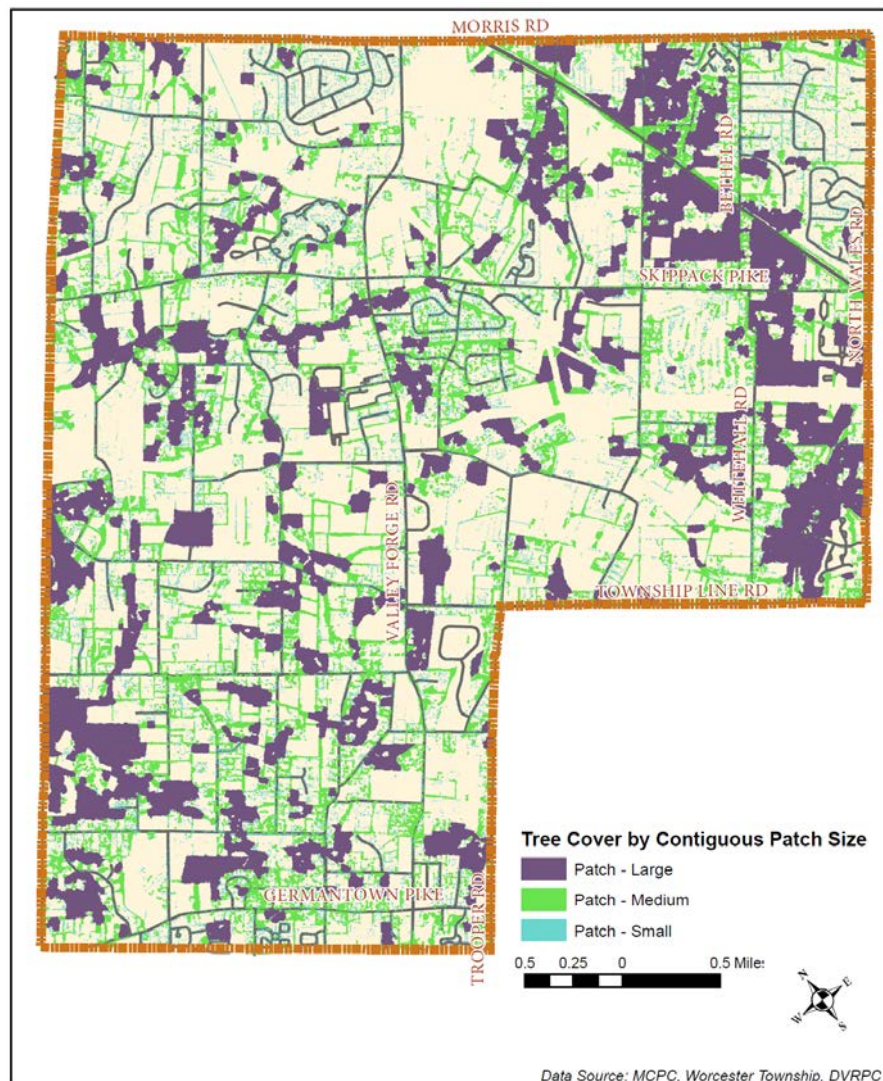 MORRIS RD
BETHEL RD
NORTH WALES RD
SKIPPACK PIKE
WHITEHALL RD
VALLEY FORGE RD
TOWNSHIP LINE RD
Tree Cover by Contiguous Patch Size
Patch - Large
Patch - Medium
Patch - Small
GERMANTOWN PIKE
TROOPER RD
0.5 0.25 0 0.5 Miles
N E
W S
Data Source: MCPC, Worcester Township, DVRPC